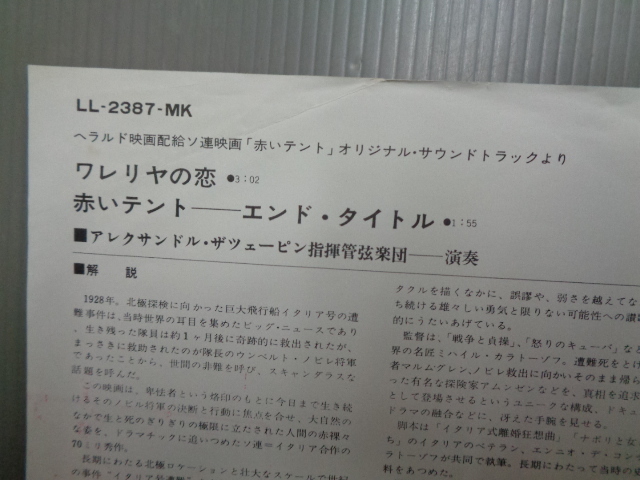 LL-2387-MK
ヘラルド映画配給ソ連映画「赤いテント」オリジナル・サウンドトラックより
ワレリヤの恋 ●3:02
赤いテント——エンド・タイトル ●1:55
■アレクサンドル・ザツェーピン指揮管弦楽団——演奏
■解 説
1928年。北極探検に向かった巨大飛行船イタリア号の遭
難事件は、当時世界の耳目を集めたビッグ・ニュースであり
、生き残った隊員は約1ヶ月後に奇跡的に救出されたが、
まっさきに救助されたのが隊長のウンベルト・ノビレ将軍
であったことから、世間の非難を呼び、スキャンダラスな
話題を呼んだ。
この映画は、卑怯者という烙印のもとに今日まで生き続
けるそのノビル将軍の決断と行動に焦点を合せ、大自然の
なかで生と死のぎりぎりの極限に立たされた人間の赤裸々
な姿を、ドラマチックに追いつめたソ連=イタリア合作の
70ミリ秀作。
長期にわたる北極ロケーションと壮大なスケールで世紀
の事件"イタリア号遭難
タクルを描くなかに、誤謬や、弱さを越えてな
ち続ける雄々しい勇気と限りない可能性への讃
的にうたいあげている。
監督は、「戦争と貞操」、「怒りのキューバ」など
界の名匠ミハイル・カラトーゾフ。遭難死をとげ
者マルムグレン、ノビレ救出に向かいそのまま帰ら
った有名な探険家アムンゼンなどを、真相を追求
として登場させるというユニークな構成、ドキュ
ドラマの融合などに、冴えた手腕を見せる。
脚本は「イタリア式離婚狂想曲」「ナポリと女
ち」のイタリアのベテラン、エンニオ・デ・コン
ラトーゾフが共同で執筆。長期にわたって当時の史
料をあつめた。